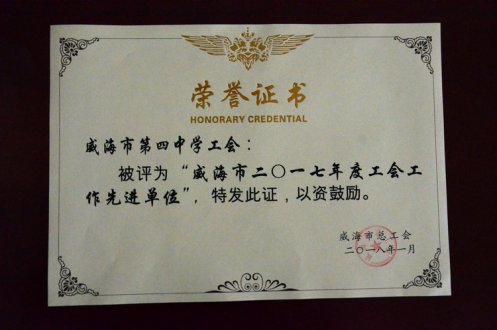 荣誉证书
HONORARY CREDENTIAL
威海市第四中学工会：
被评为“威海市二〇一七年度工会工
作先进单位”，特发此证，以资鼓励。
威海市总工会
二〇一八年一月